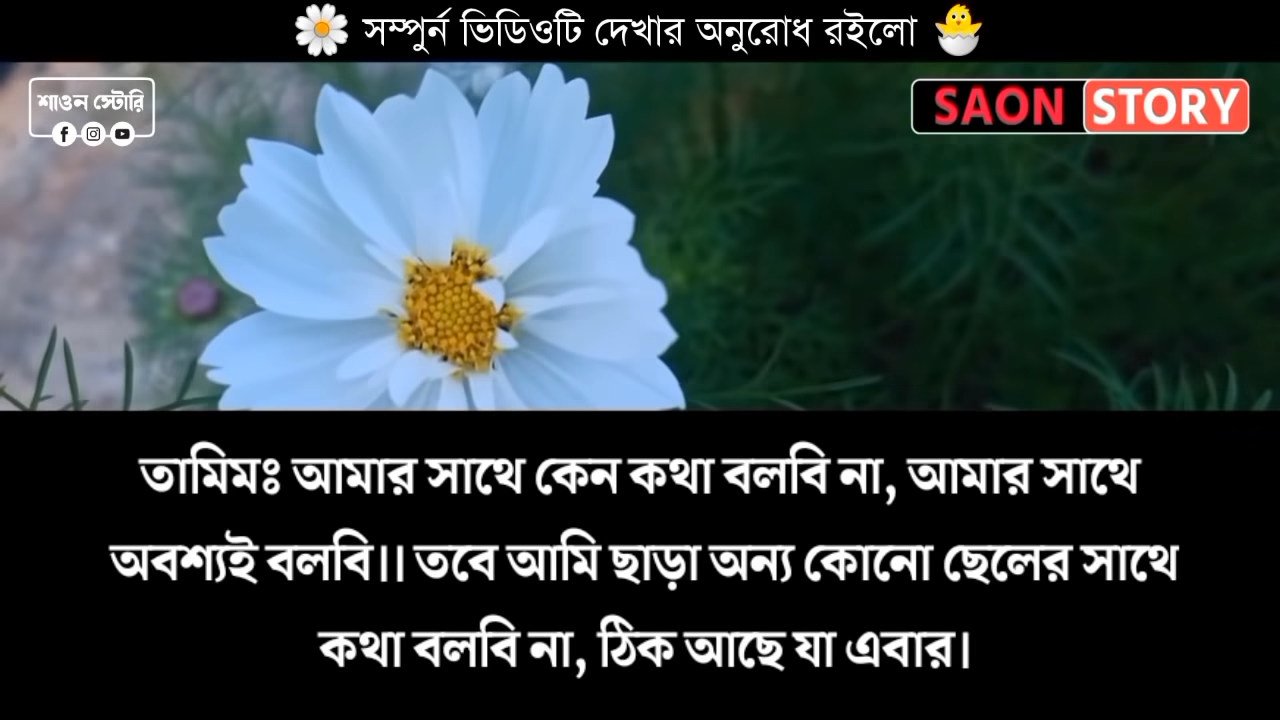 🌼 সম্পুর্ন ভিডিওটি দেখার অনুরোধ রইলো 🐣
শাওন স্টোরি
SAON STORY
তামিমঃ আমার সাথে কেন কথা বলবি না, আমার সাথে
অবশ্যই বলবি।। তবে আমি ছাড়া অন্য কোনো ছেলের সাথে
কথা বলবি না, ঠিক আছে যা এবার।